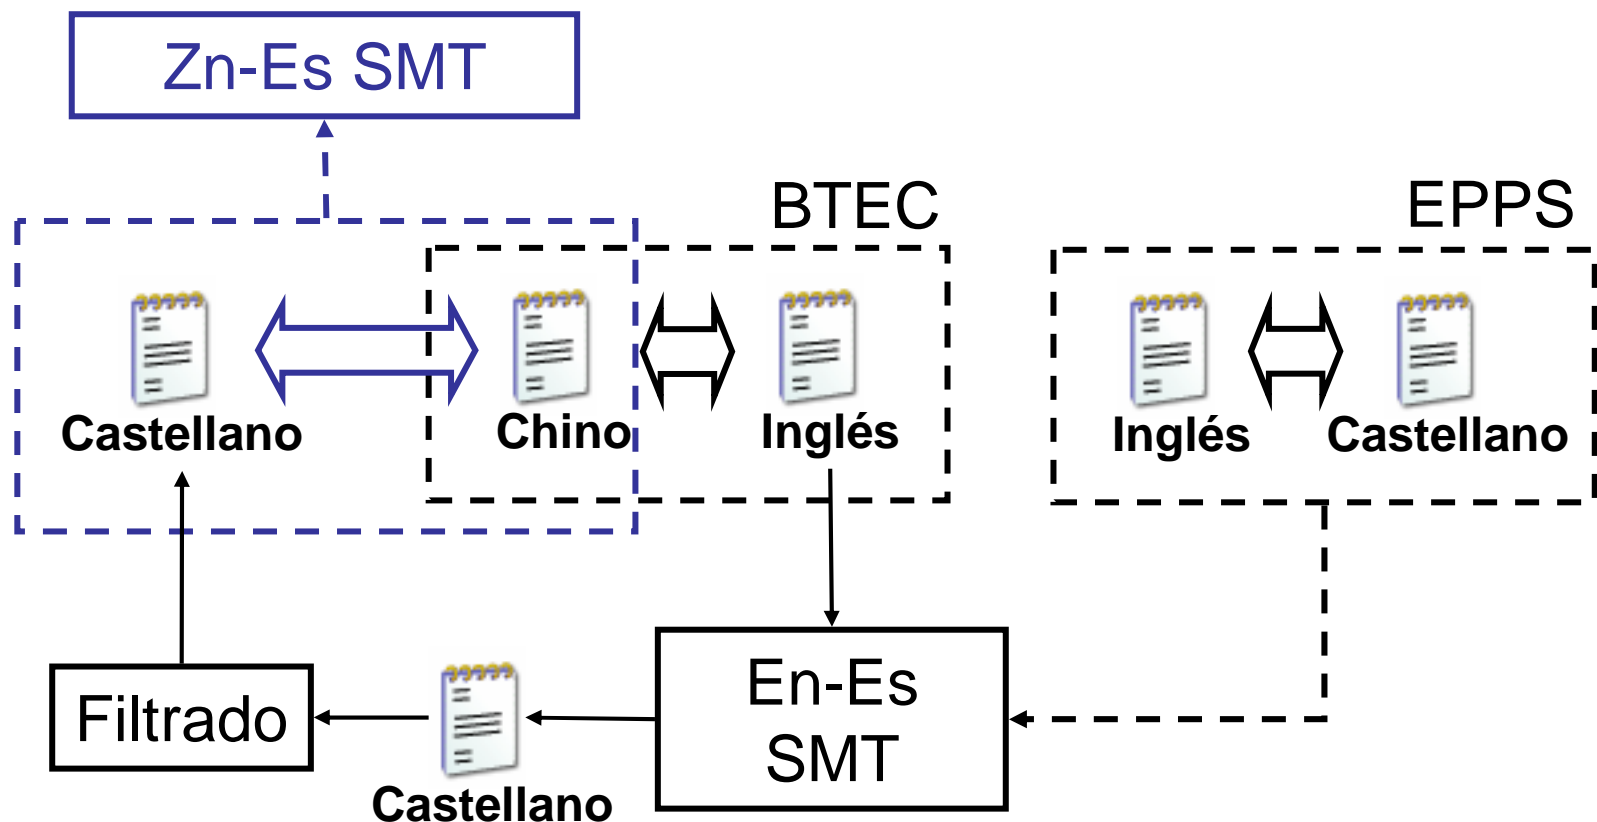 Zn-Es SMT
BTEC
EPPS
Castellano
Chino
Inglés
Inglés
Castellano
Filtrado
Castellano
En-Es
SMT